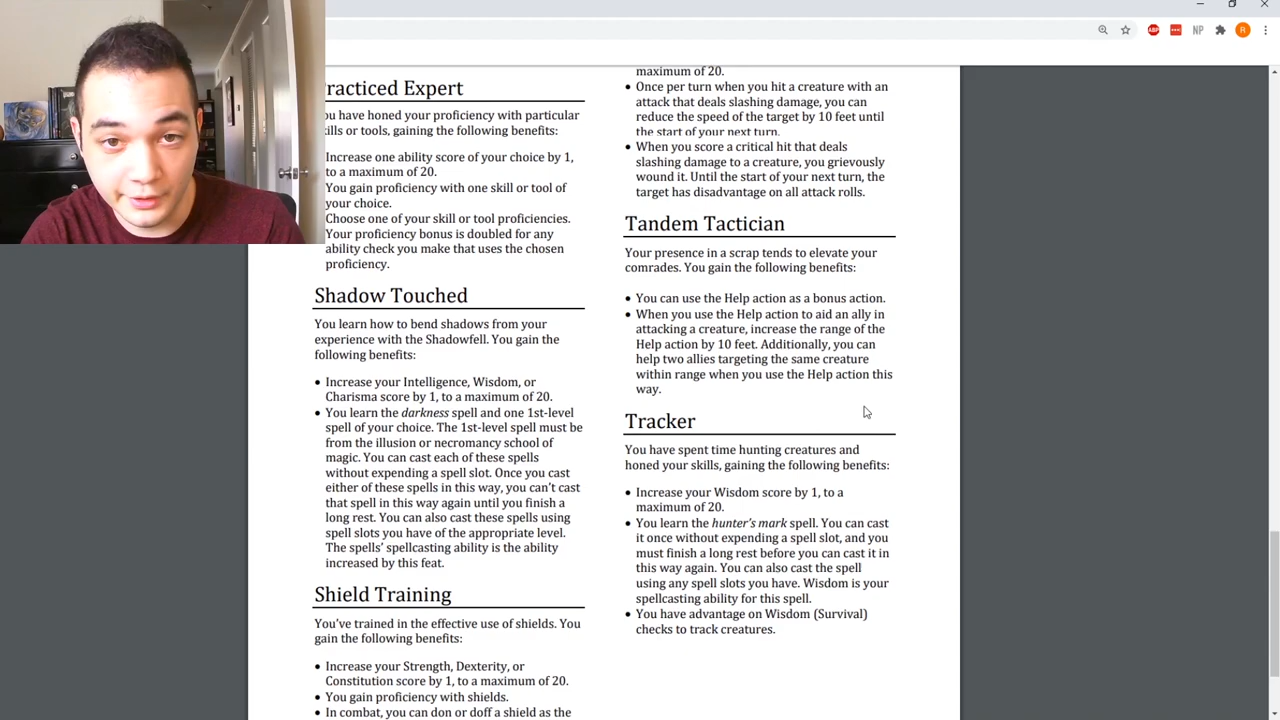 racticed Expert
ou have honed your proficiency with particular
ills or tools, gaining the following benefits:
Increase one ability score of your choice by 1,
to a maximum of 20.
You gain proficiency with one skill or tool of
your choice.
Choose one of your skill or tool proficiencies.
Your proficiency bonus is doubled for any
ability check you make that uses the chosen
proficiency.
Shadow Touched
You learn how to bend shadows from your
experience with the Shadowfell. You gain the
following benefits:
• Increase your Intelligence, Wisdom, or
Charisma score by 1, to a maximum of 20.
• You learn the darkness spell and one 1st-level
spell of your choice. The 1st-level spell must be
from the illusion or necromancy school of
magic. You can cast each of these spells
without expending a spell slot. Once you cast
either of these spells in this way, you can't cast
that spell in this way again until you finish a
long rest. You can also cast these spells using
spell slots you have of the appropriate level.
The spells' spellcasting ability is the ability
increased by this feat.
Shield Training
You've trained in the effective use of shields. You
gain the following benefits:
• Increase your Strength, Dexterity, or
Constitution score by 1, to a maximum of 20.
• You gain proficiency with shields.
• In combat, you can don or doff a shield as the
maximum of 20.
• Once per turn when you hit a creature with an
attack that deals slashing damage, you can
reduce the speed of the target by 10 feet until
the start of your next turn.
• When you score a critical hit that deals
slashing damage to a creature, you grievously
wound it. Until the start of your next turn, the
target has disadvantage on all attack rolls.
Tandem Tactician
Your presence in a scrap tends to elevate your
comrades. You gain the following benefits:
• You can use the Help action as a bonus action.
• When you use the Help action to aid an ally in
attacking a creature, increase the range of the
Help action by 10 feet. Additionally, you can
help two allies targeting the same creature
within range when you use the Help action this
way.
Tracker
You have spent time hunting creatures and
honed your skills, gaining the following benefits:
• Increase your Wisdom score by 1, to a
maximum of 20.
• You learn the hunter's mark spell. You can cast
it once without expending a spell slot, and you
must finish a long rest before you can cast it in
this way again. You can also cast the spell
using any spell slots you have. Wisdom is your
spellcasting ability for this spell.
• You have advantage on Wisdom (Survival)
checks to track creatures.
ABP
NP
R